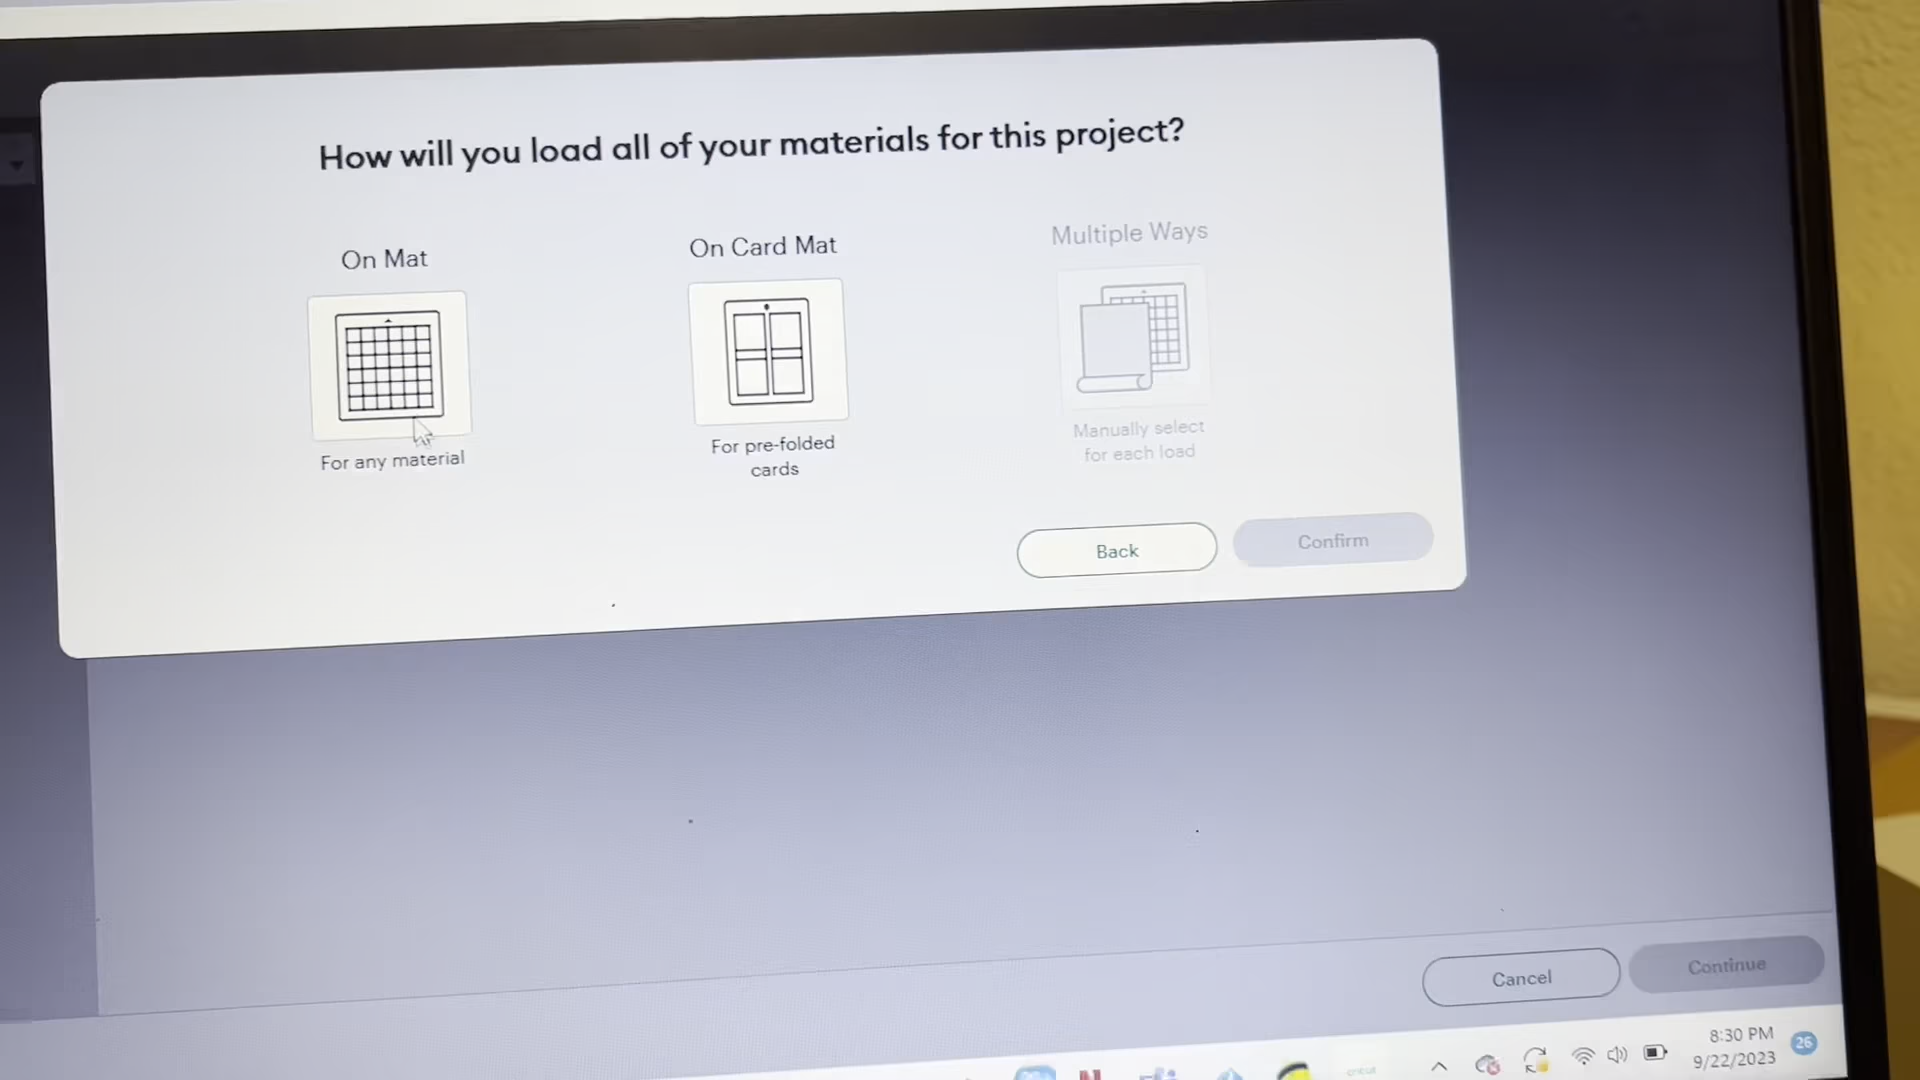 How will you load all of your materials for this project?
On Mat
For any material
On Card Mat
For pre-folded
cards
Multiple Ways
Manually select
for each load
Back
Confirm
Cancel
Continue
cricut
8:30 PM
9/22/2023
26